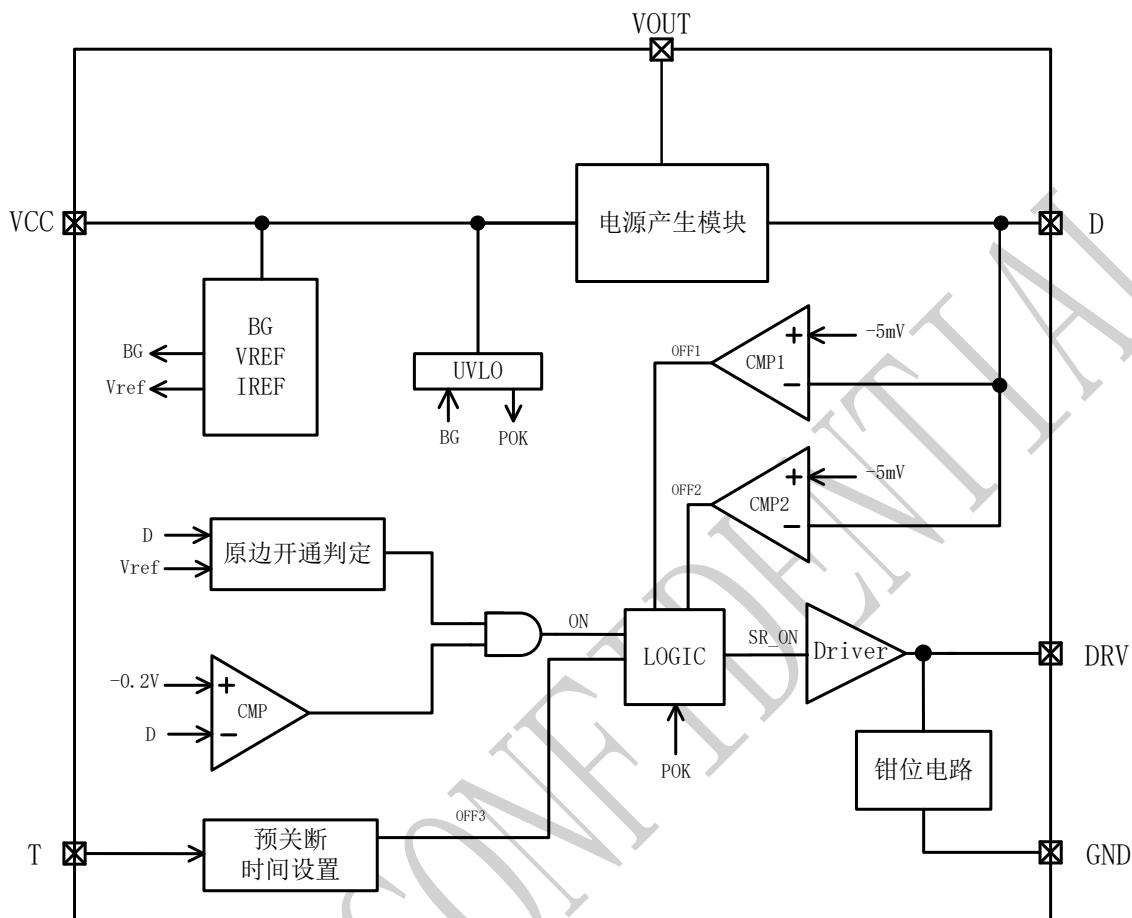 VOUT
VCC
电源产生模块
D
BG
VREF
IREF
BG
Vref
UVLO
BG
POK
OFF1
CMP1
+
-5mV
-
OFF2
CMP2
+
-5mV
-
D
Vref
原边开通判定
ON
LOGIC
SR_ON
Driver
DRV
-0.2V
+
CMP
D
-
POK
钳位电路
OFF3
T
预关断
时间设置
GND
CONFIDENTIAL